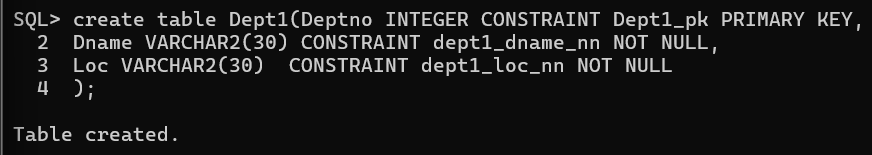 SQL> create table Dept1(Deptno INTEGER CONSTRAINT Dept1_pk PRIMARY KEY,
  2  Dname VARCHAR2(30) CONSTRAINT dept1_dname_nn NOT NULL,
  3  Loc VARCHAR2(30)  CONSTRAINT dept1_loc_nn NOT NULL
  4  );
Table created.